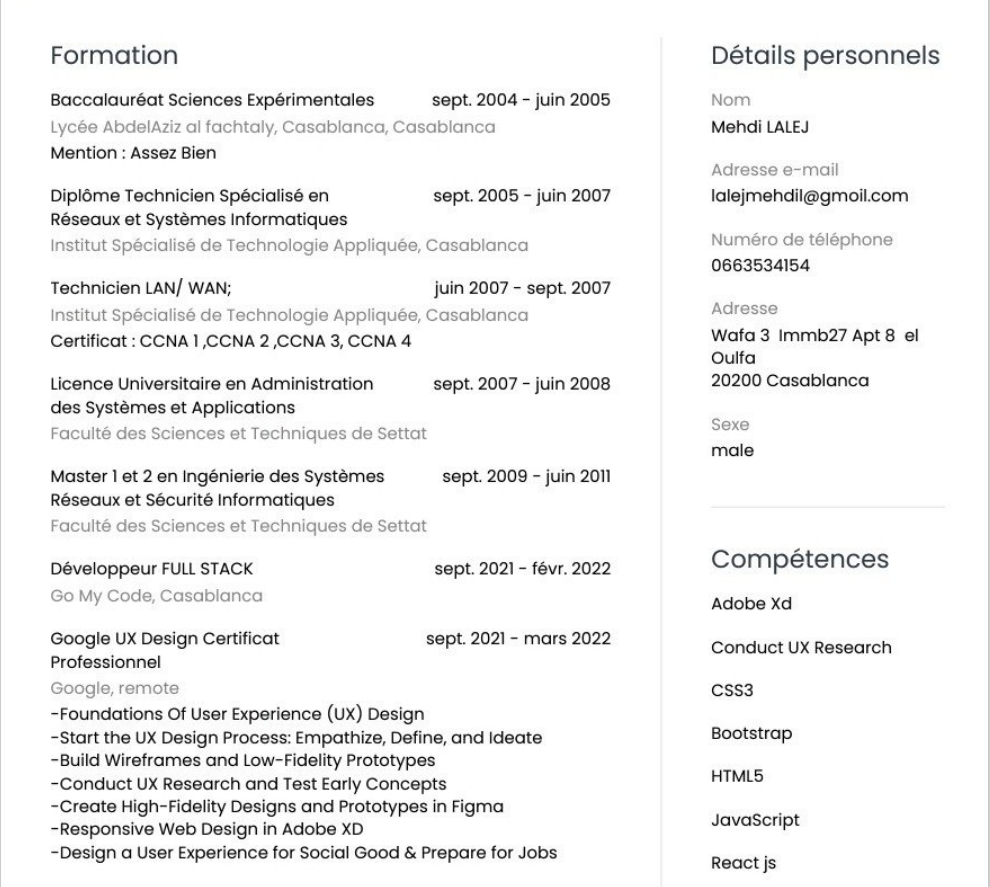 Formation
Baccalauréat Sciences Expérimentales sept. 2004 - juin 2005
Lycée AbdelAziz al fachtaly, Casablanca, Casablanca
Mention : Assez Bien
Diplôme Technicien Spécialisé en sept. 2005 - juin 2007
Réseaux et Systèmes Informatiques
Institut Spécialisé de Technologie Appliquée, Casablanca
Technicien LAN/ WAN; juin 2007 - sept. 2007
Institut Spécialisé de Technologie Appliquée, Casablanca
Certificat : CCNA 1 ,CCNA 2 ,CCNA 3, CCNA 4
Licence Universitaire en Administration sept. 2007 - juin 2008
des Systèmes et Applications
Faculté des Sciences et Techniques de Settat
Master 1 et 2 en Ingénierie des Systèmes sept. 2009 - juin 2011
Réseaux et Sécurité Informatiques
Faculté des Sciences et Techniques de Settat
Développeur FULL STACK sept. 2021 - févr. 2022
Go My Code, Casablanca
Google UX Design Certificat sept. 2021 - mars 2022
Professionnel
Google, remote
-Foundations Of User Experience (UX) Design
-Start the UX Design Process: Empathize, Define, and Ideate
-Build Wireframes and Low-Fidelity Prototypes
-Conduct UX Research and Test Early Concepts
-Create High-Fidelity Designs and Prototypes in Figma
-Responsive Web Design in Adobe XD
-Design a User Experience for Social Good & Prepare for Jobs
Détails personnels
Nom
Mehdi LALEJ
Adresse e-mail
lalejmehdil@gmoil.com
Numéro de téléphone
0663534154
Adresse
Wafa 3 Immb27 Apt 8 el
Oulfa
20200 Casablanca
Sexe
male
Compétences
Adobe Xd
Conduct UX Research
CSS3
Bootstrap
HTML5
JavaScript
React js